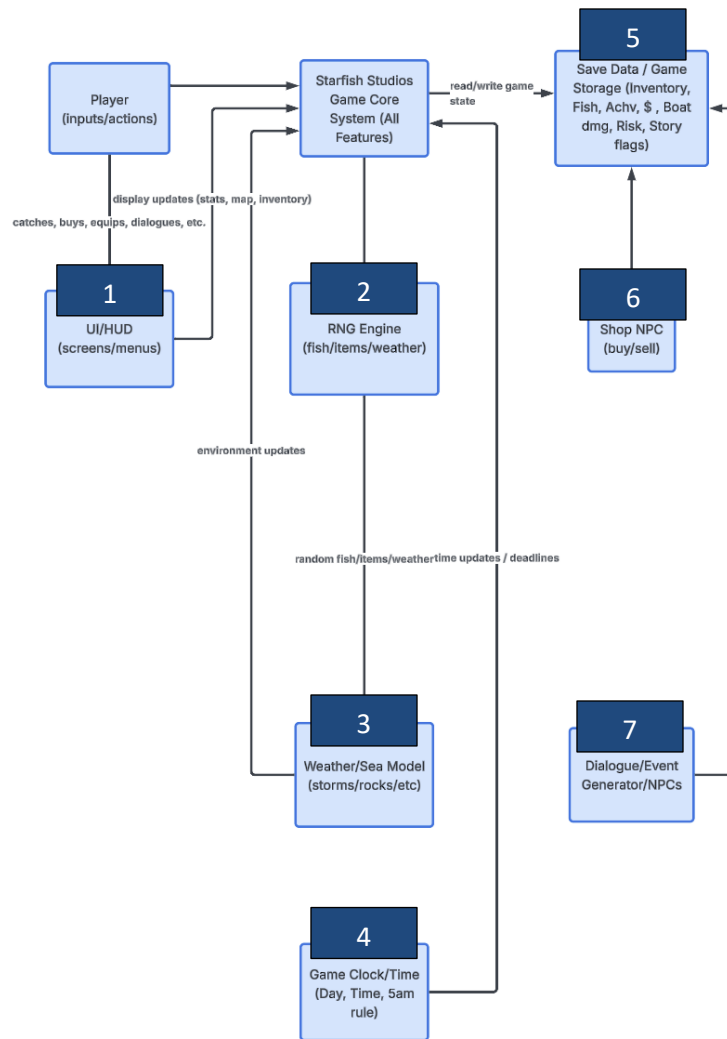 5
Player
(inputs/actions)
Starfish Studios
Game Core
System (All
Features)
read/write game
state
Save Data / Game
Storage (Inventory,
Fish, Achv, $ , Boat
dmg, Risk, Story
flags)
display updates (stats, map, inventory)
catches, buys, equips, dialogues, etc.
1
UI/HUD
(screens/menus)
2
RNG Engine
(fish/items/weather)
6
Shop NPC
(buy/sell)
environment updates
random fish/items/weather
time updates / deadlines
3
Weather/Sea Model
(storms/rocks/etc)
7
Dialogue/Event
Generator/NPCs
4
Game Clock/Time
(Day, Time, 5am
rule)